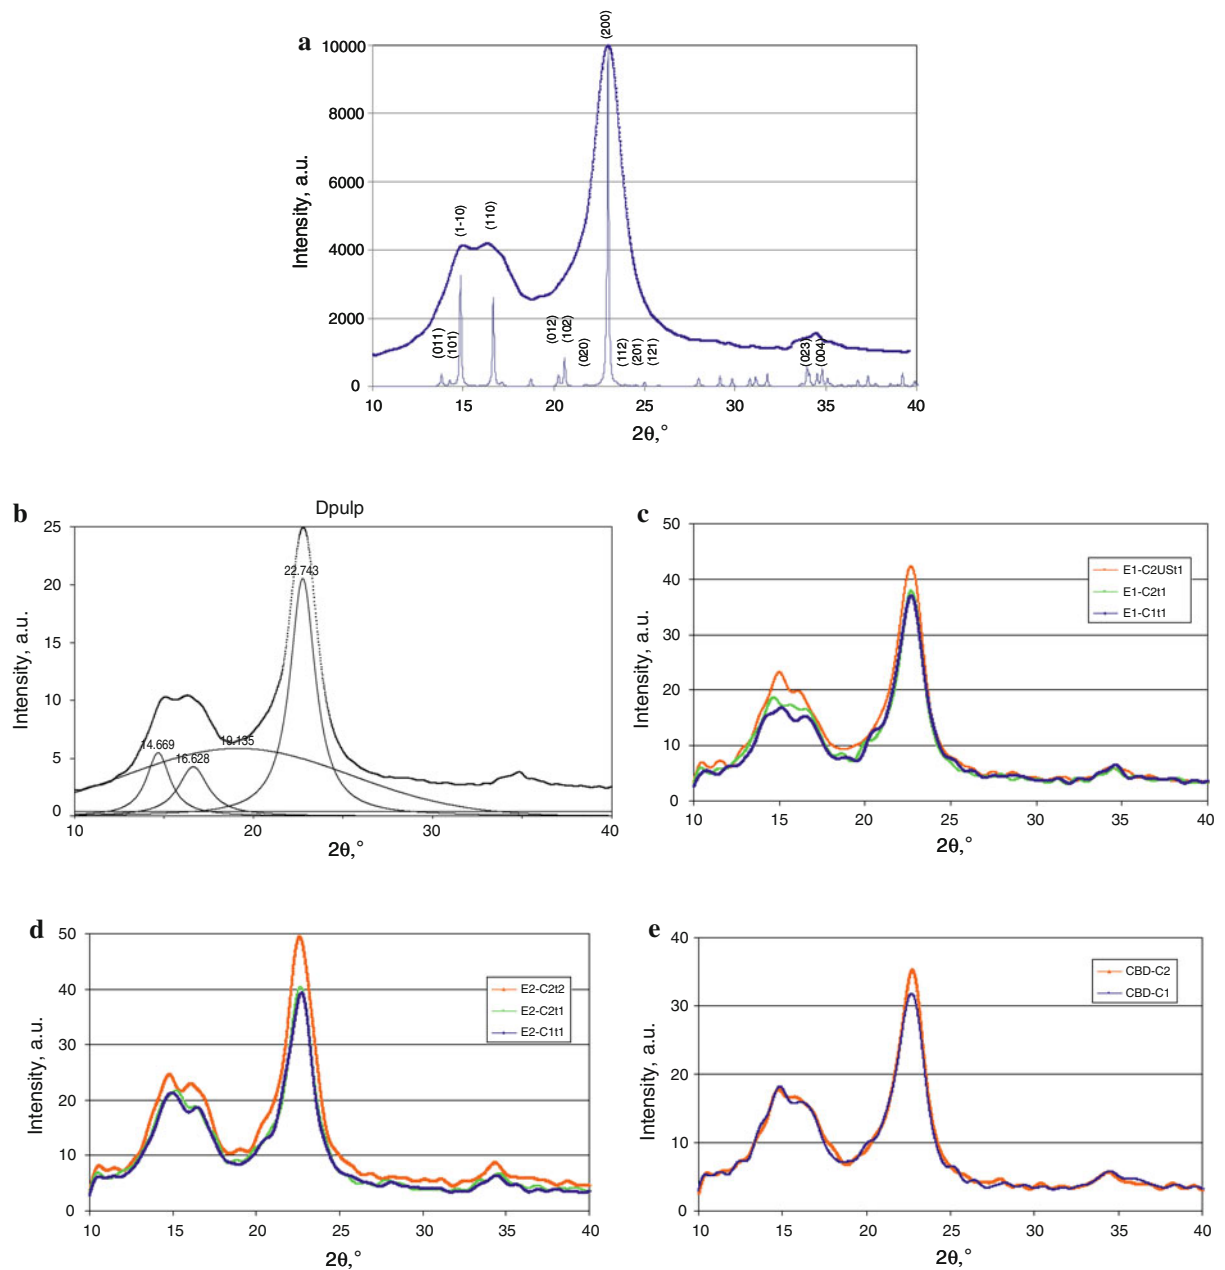 a
(200)
10000
8000
6000
4000
2000
0
Intensity, a.u.
(1-10)
(110)
(011)
(101)
(012)
(102)
(020)
(112)
(201)
(121)
(023)
(004)
10 15 20 25 30 35 40
2θ,°
b
Dpulp
25
20
15
10
5
0
Intensity, a.u.
22.743
14.669
16.628
19.135
10 20 30 40
2θ,°
c
50
40
30
20
10
0
Intensity, a.u.
E1-C2USt1
E1-C2t1
E1-C1t1
10 15 20 25 30 35 40
2θ,°
d
50
40
30
20
10
0
Intensity, a.u.
E2-C2t2
E2-C2t1
E2-C1t1
10 15 20 25 30 35 40
2θ,°
e
40
30
20
10
0
Intensity, a.u.
CBD-C2
CBD-C1
10 15 20 25 30 35 40
2θ,°